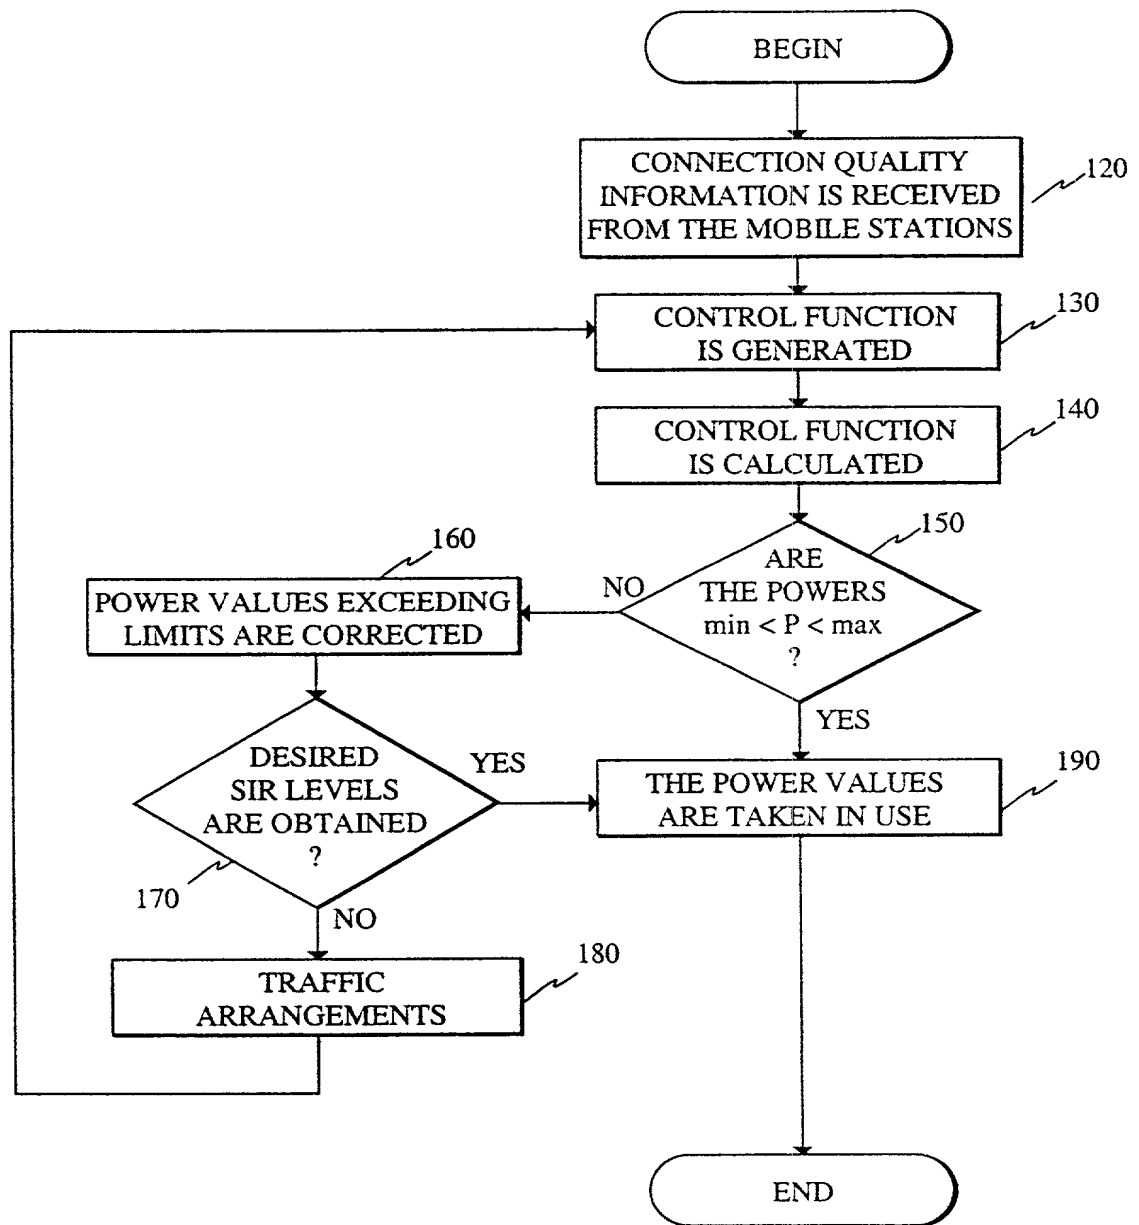 BEGIN
CONNECTION QUALITY
INFORMATION IS RECEIVED
FROM THE MOBILE STATIONS
120
CONTROL FUNCTION
IS GENERATED
130
CONTROL FUNCTION
IS CALCULATED
140
ARE
THE POWERS
min < P < max
?
150
NO
YES
160
POWER VALUES EXCEEDING
LIMITS ARE CORRECTED
DESIRED
SIR LEVELS
ARE OBTAINED
?
170
YES
NO
THE POWER VALUES
ARE TAKEN IN USE
190
TRAFFIC
ARRANGEMENTS
180
END